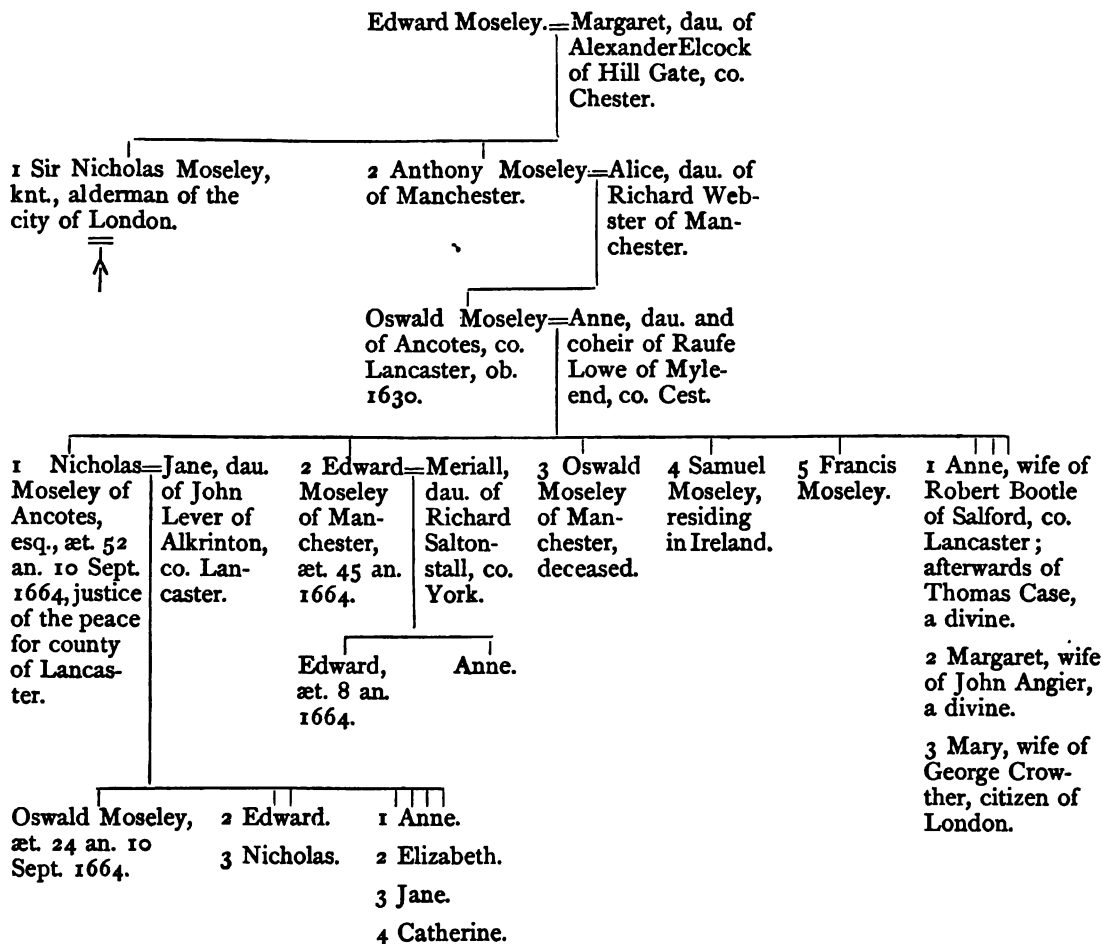 Edward Moseley.=Margaret, dau. of
AlexanderElcock
of Hill Gate, co.
Chester.
1 Sir Nicholas Moseley,
knt., alderman of the
city of London.
2 Anthony Moseley=Alice, dau. of
of Manchester.
Richard Web-
ster of Man-
chester.
Oswald Moseley=Anne, dau. and
of Ancotes, co.
Lancaster, ob.
1630.
coheir of Raufe
Lowe of Myle-
end, co. Cest.
1 Nicholas=Jane, dau.
Moseley of
Ancotes,
esq., æt. 52
an. 10 Sept.
1664, justice
of the peace
for county
of Lancas-
ter.
of John
Lever of
Alkrinton,
co. Lan-
caster.
2 Edward=Meriall,
Moseley
of Man-
chester,
æt. 45 an.
1664.
dau. of
Richard
Salton-
stall, co.
York.
3 Oswald
Moseley
of Man-
chester,
deceased.
4 Samuel
Moseley,
residing
in Ireland.
5 Francis
Moseley.
1 Anne, wife of
Robert Bootle
of Salford, co.
Lancaster;
afterwards of
Thomas Case,
a divine.
2 Margaret, wife
of John Angier,
a divine.
3 Mary, wife of
George Crow-
ther, citizen of
London.
Edward,
æt. 8 an.
1664.
Anne.
Oswald Moseley,
æt. 24 an. 10
Sept. 1664.
2 Edward.
3 Nicholas.
1 Anne.
2 Elizabeth.
3 Jane.
4 Catherine.